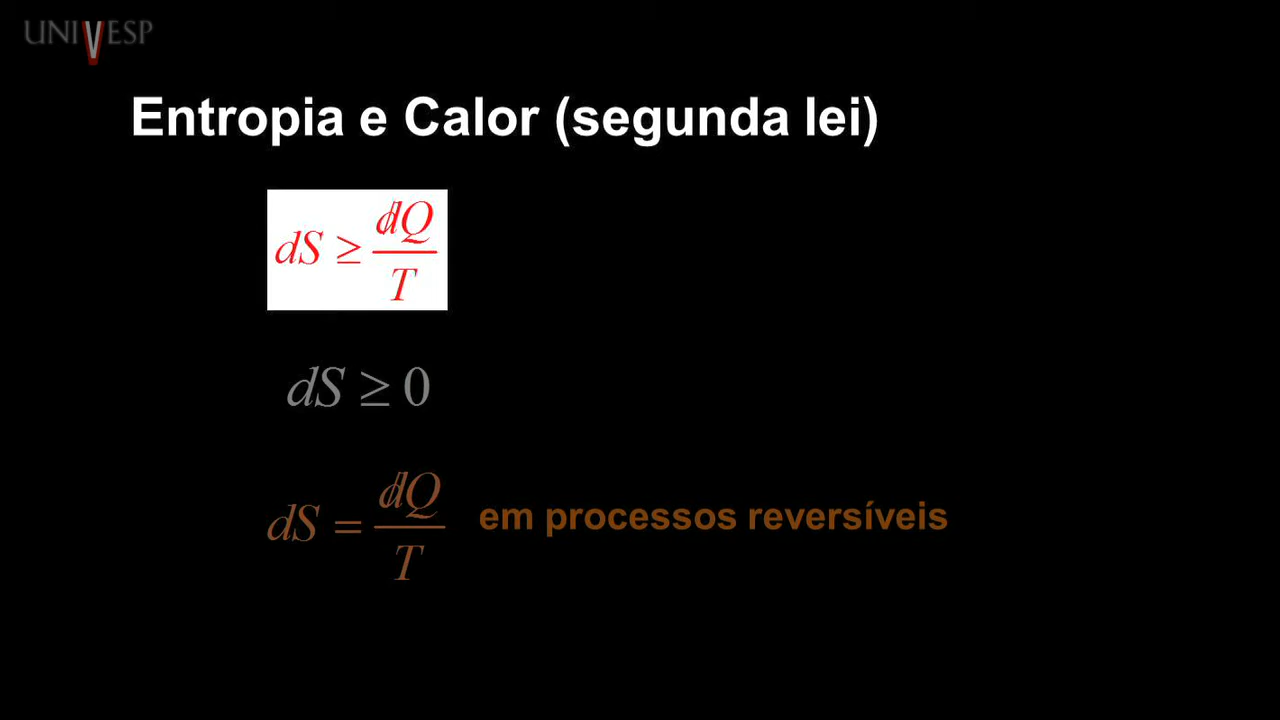 UNIVESP
Entropia e Calor (segunda lei)
dS ≥ đQ/T
dS ≥ 0
dS = đQ/T em processos reversíveis